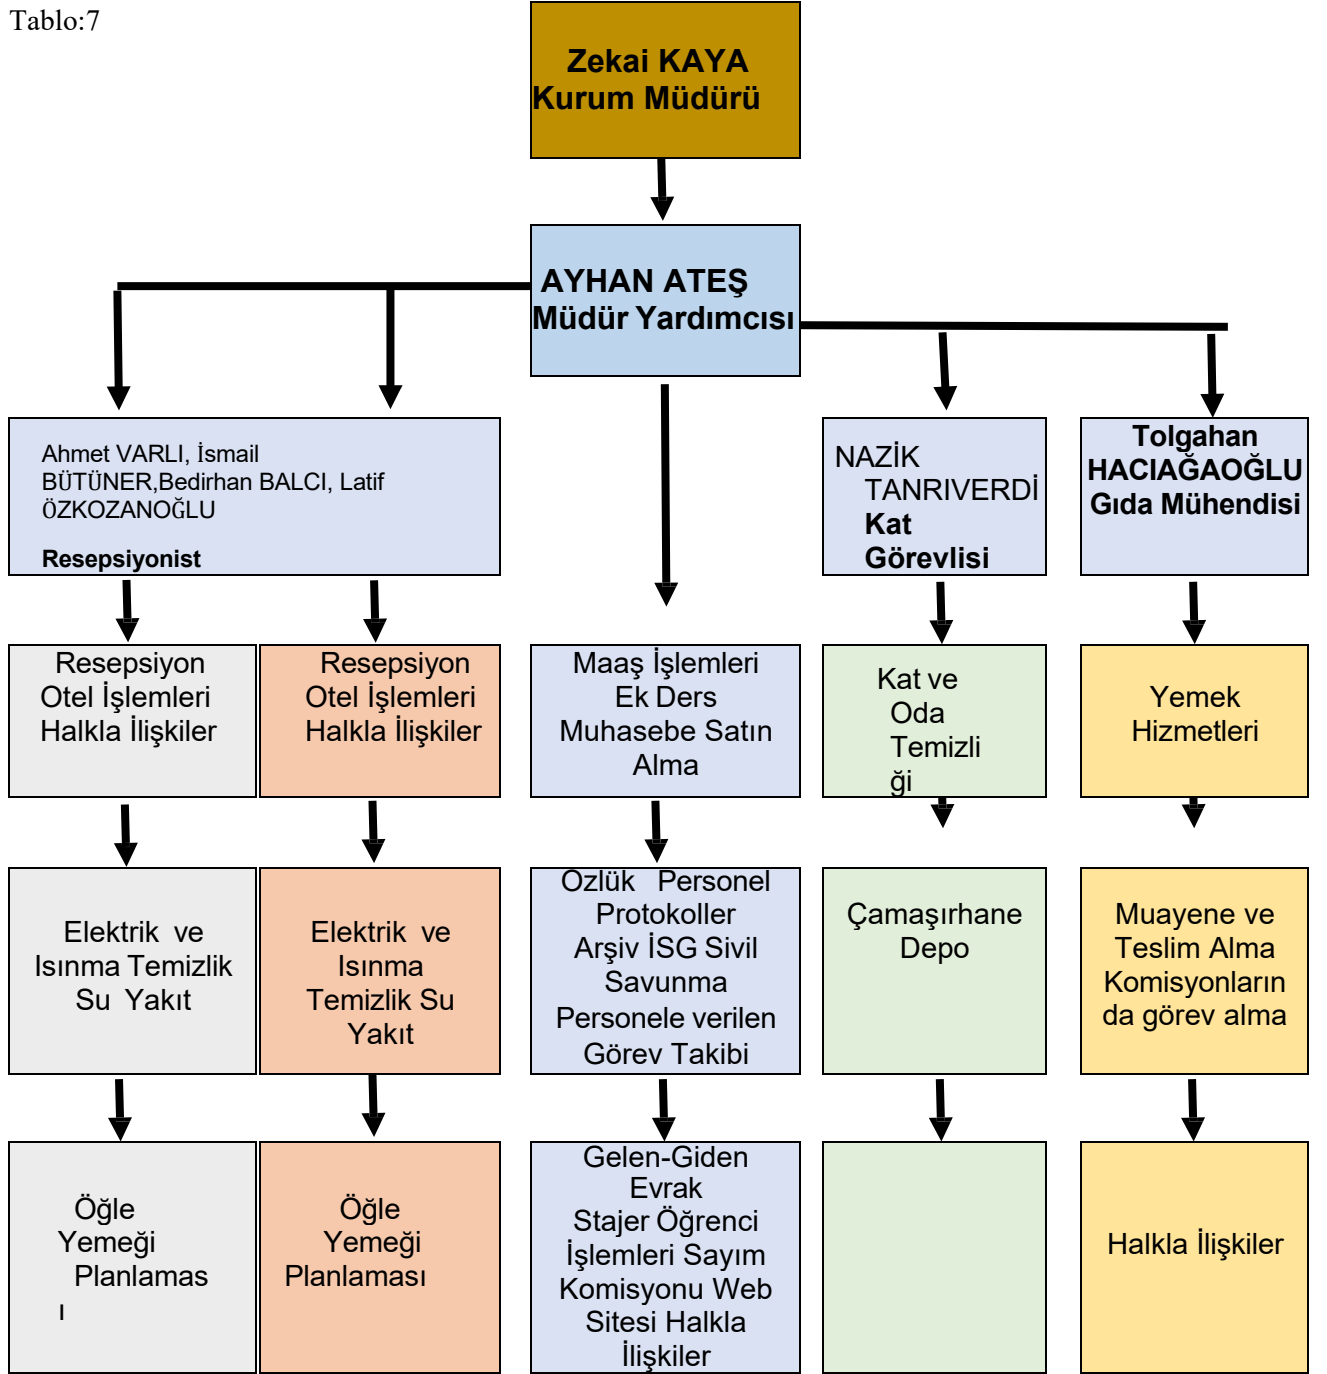 Tablo:7
Zekai KAYA
Kurum Müdürü
AYHAN ATEŞ
Müdür Yardımcısı
Ahmet VARLI, İsmail
BÜTÜNER,Bedirhan BALCI, Latif
ÖZKOZANOĞLU
Resepsiyonist
NAZİK
TANRIVERDİ
Kat
Görevlisi
Tolgahan
HACIAĞAOĞLU
Gıda Mühendisi
Resepsiyon
Otel İşlemleri
Halkla İlişkiler
Resepsiyon
Otel İşlemleri
Halkla İlişkiler
Maaş İşlemleri
Ek Ders
Muhasebe Satın
Alma
Kat ve
Oda
Temizli
ği
Yemek
Hizmetleri
Elektrik ve
Isınma Temizlik
Su Yakıt
Elektrik ve
Isınma
Temizlik Su
Yakıt
Özlük Personel
Protokoller
Arşiv İSG Sivil
Savunma
Personele verilen
Görev Takibi
Çamaşırhane
Depo
Muayene ve
Teslim Alma
Komisyonların
da görev alma
Öğle
Yemeği
Planlamas
ı
Öğle
Yemeği
Planlaması
Gelen-Giden
Evrak
Stajer Öğrenci
İşlemleri Sayım
Komisyonu Web
Sitesi Halkla
İlişkiler
Halkla İlişkiler